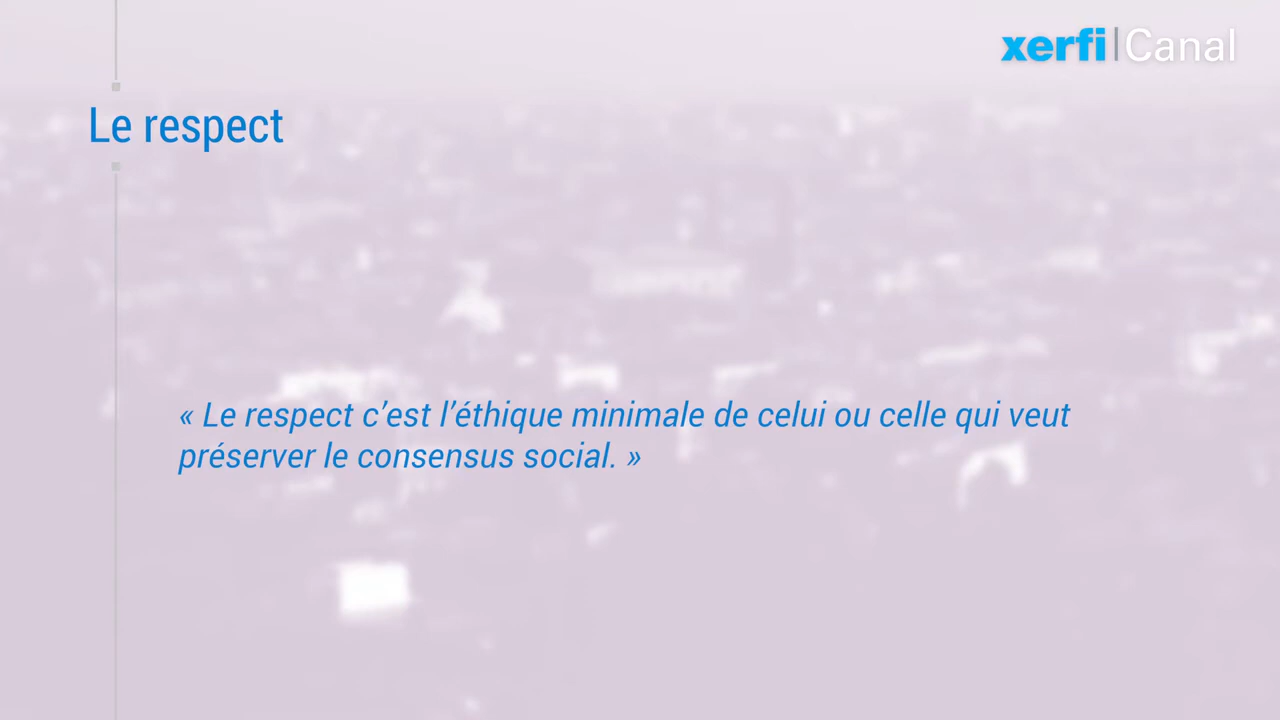 xerfi Canal
Le respect
« Le respect c’est l’éthique minimale de celui ou celle qui veut
préserver le consensus social. »